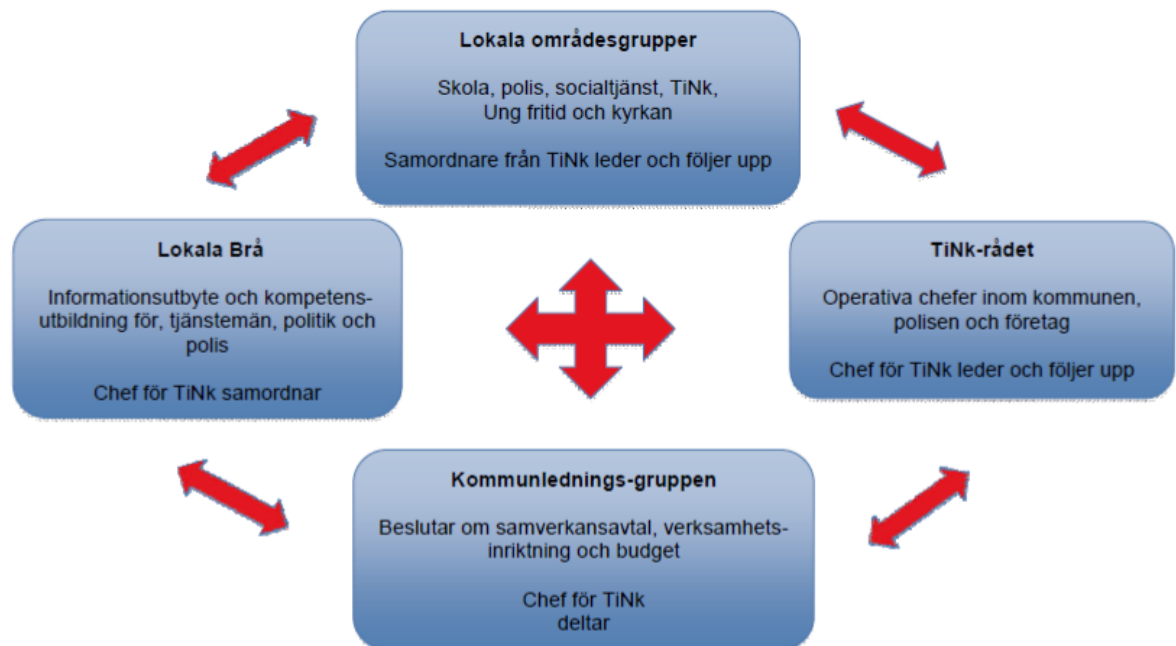 Lokala områdesgrupper
Skola, polis, socialtjänst, TiNk,
Ung fritid och kyrkan
Samordnare från TiNk leder och följer upp
Lokala Brå
Informationsutbyte och kompetens-
utbildning för, tjänstemän, politik och
polis
Chef för TiNk samordnar
TiNk-rådet
Operativa chefer inom kommunen,
polisen och företag
Chef för TiNk leder och följer upp
Kommunlednings-gruppen
Beslutar om samverkansavtal, verksamhets-
inriktning och budget
Chef för TiNk
deltar